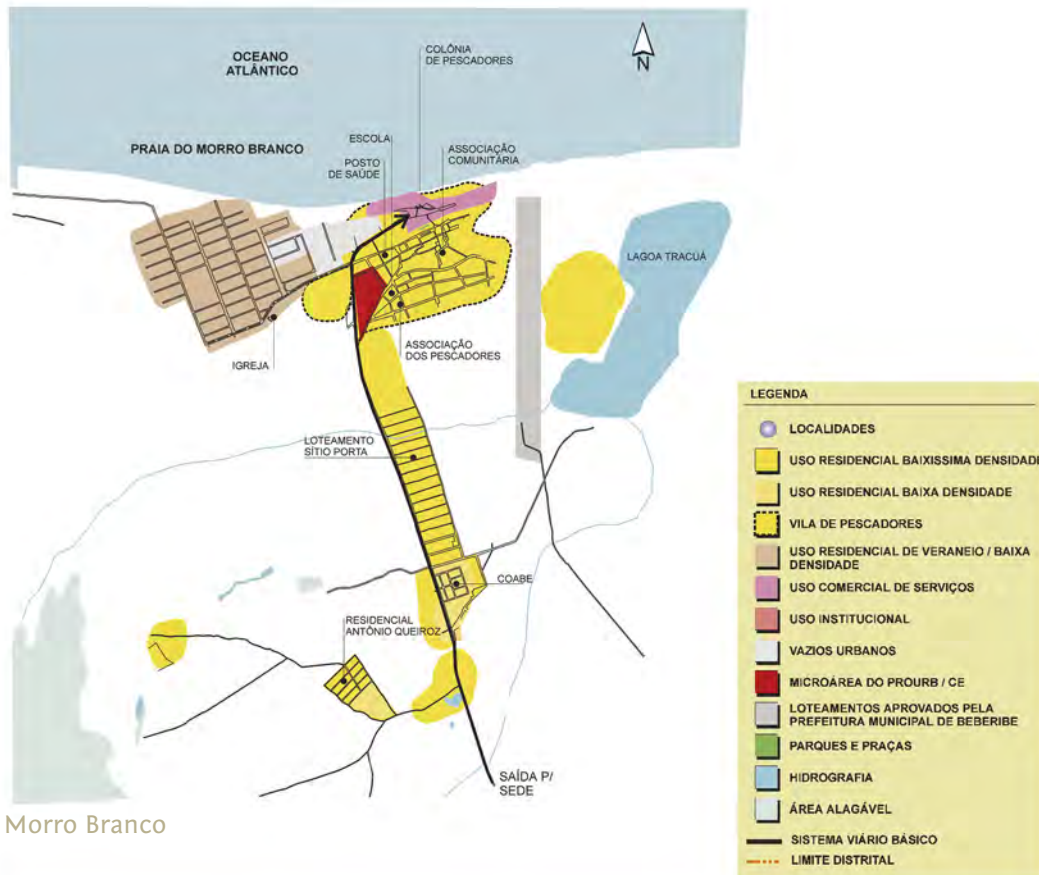 OCEANO
ATLÂNTICO
COLÔNIA
DE PESCADORES
N
PRAIA DO MORRO BRANCO
ESCOLA
POSTO
DE SAÚDE
ASSOCIAÇÃO
COMUNITÁRIA
LAGOA TRACUÁ
IGREJA
ASSOCIAÇÃO
DOS PESCADORES
LOTEAMENTO
SÍTIO PORTA
COABE
RESIDENCIAL
ANTÔNIO QUEIROZ
SAÍDA P/
SEDE
Morro Branco
LEGENDA
LOCALIDADES
USO RESIDENCIAL BAIXISSIMA DENSIDADE
USO RESIDENCIAL BAIXA DENSIDADE
VILA DE PESCADORES
USO RESIDENCIAL DE VERANEIO / BAIXA
DENSIDADE
USO COMERCIAL DE SERVIÇOS
USO INSTITUCIONAL
VAZIOS URBANOS
MICROÁREA DO PROURB / CE
LOTEAMENTOS APROVADOS PELA
PREFEITURA MUNICIPAL DE BEBERIBE
PARQUES E PRAÇAS
HIDROGRAFIA
ÁREA ALAGÁVEL
SISTEMA VIÁRIO BÁSICO
LIMITE DISTRITAL